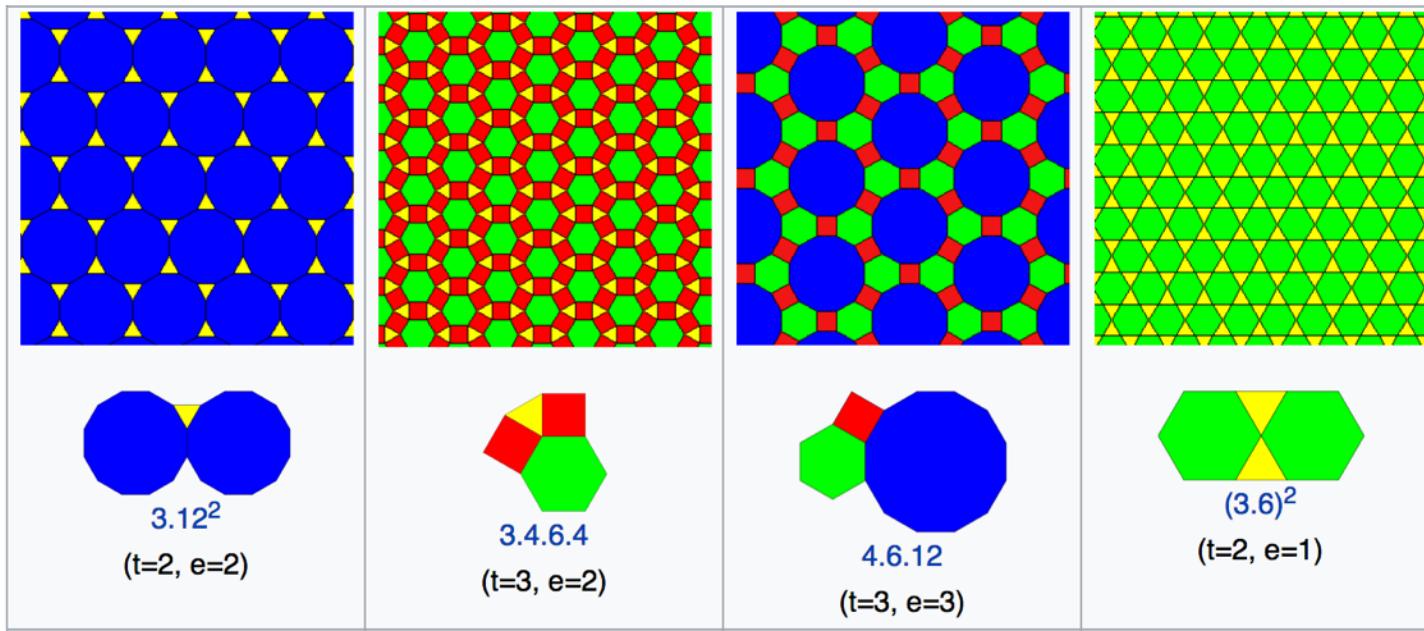 3.12²
(t=2, e=2)
3.4.6.4
(t=3, e=2)
4.6.12
(t=3, e=3)
(3.6)²
(t=2, e=1)